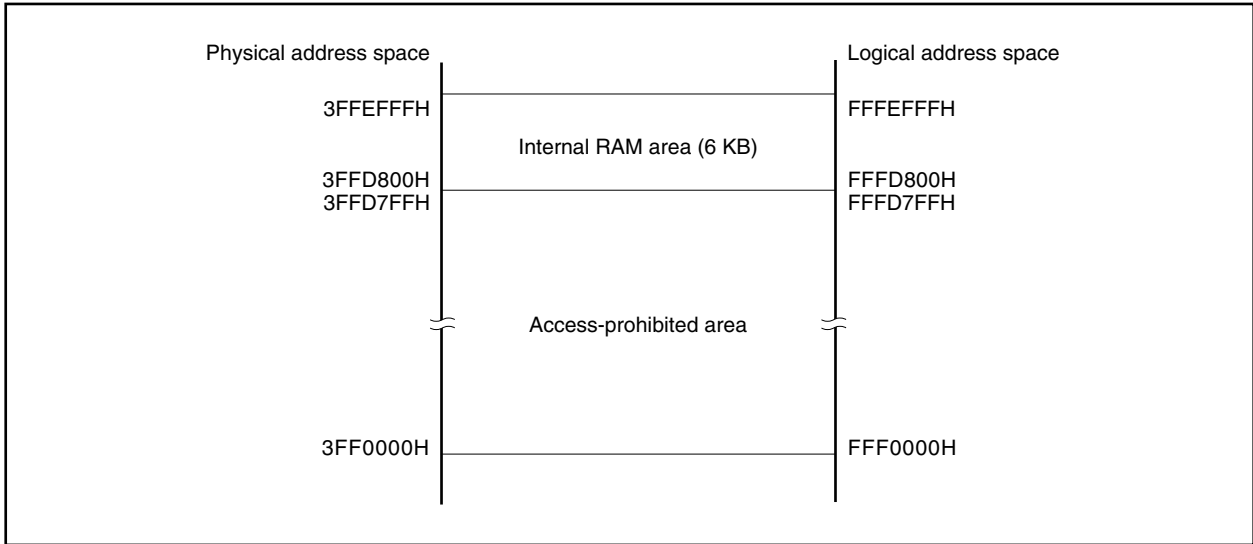 Physical address space
Logical address space
3FFEFFFH
FFFEFFFH
Internal RAM area (6 KB)
3FFD800H
FFFD800H
3FFD7FFH
FFFD7FFH
Access-prohibited area
3FF0000H
FFF0000H